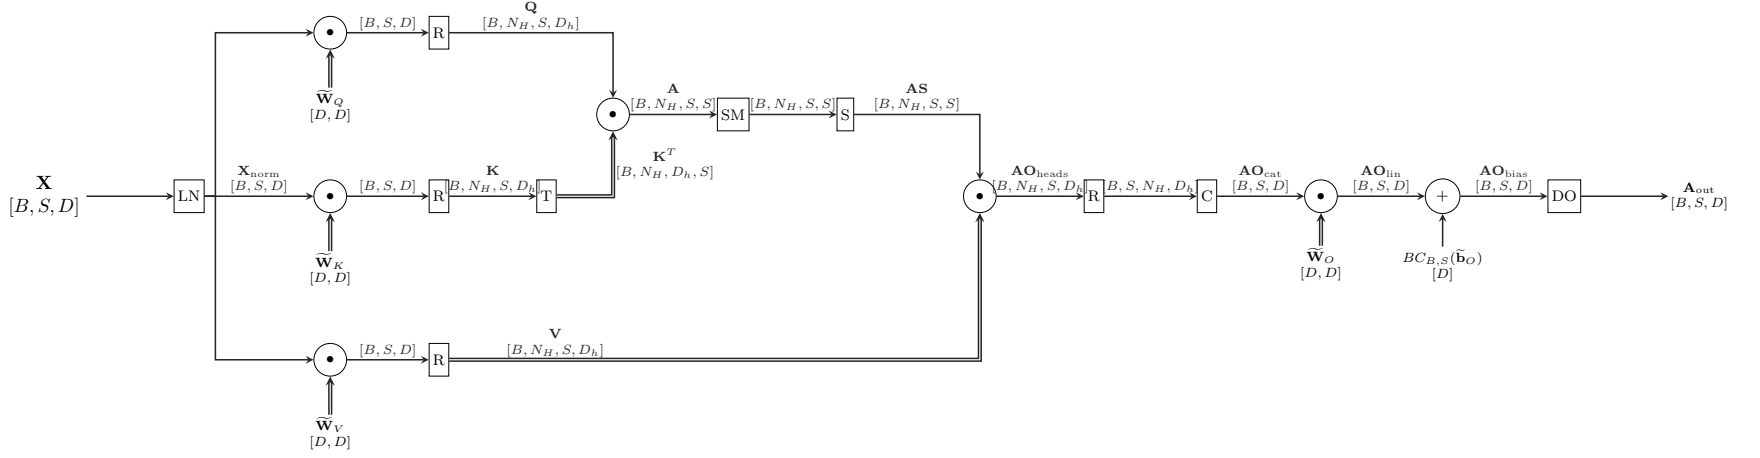 Q
[B, S, D]
R
[B, N_H, S, D_h]
W̃_Q
[D, D]
A
[B, N_H, S, S]
SM
[B, N_H, S, S]
S
AS
[B, N_H, S, S]
K^T
[B, N_H, D_h, S]
X
[B, S, D]
LN
X_norm
[B, S, D]
[B, S, D]
R
K
[B, N_H, S, D_h]
T
W̃_K
[D, D]
AO_heads
[B, N_H, S, D_h]
R
[B, S, N_H, D_h]
C
AO_cat
[B, S, D]
W̃_O
[D, D]
AO_lin
[B, S, D]
+
BC_{B,S}(b̃_O)
[D]
AO_bias
[B, S, D]
DO
A_out
[B, S, D]
[B, S, D]
R
V
[B, N_H, S, D_h]
W̃_V
[D, D]